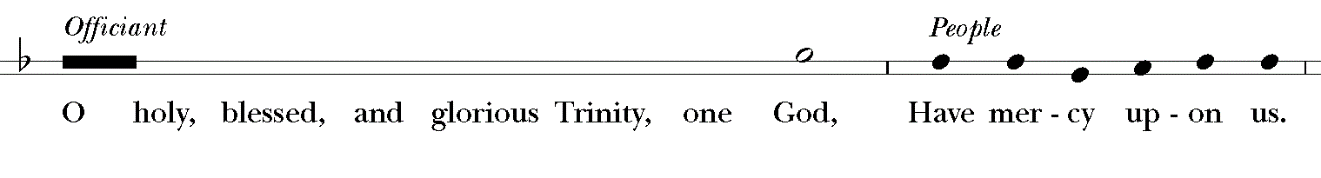 Officiant People
O holy, blessed, and glorious Trinity, one God, Have mer - cy up - on us.